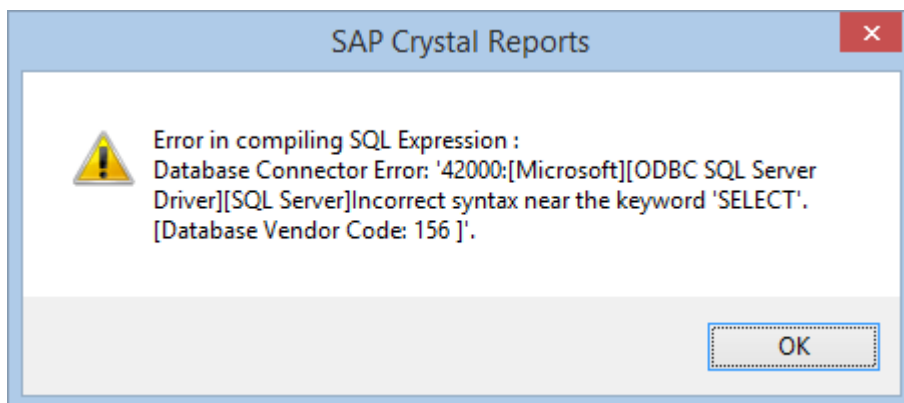 SAP Crystal Reports
Error in compiling SQL Expression :
Database Connector Error: '42000:[Microsoft][ODBC SQL Server
Driver][SQL Server]Incorrect syntax near the keyword 'SELECT'.
[Database Vendor Code: 156 ]'.
OK